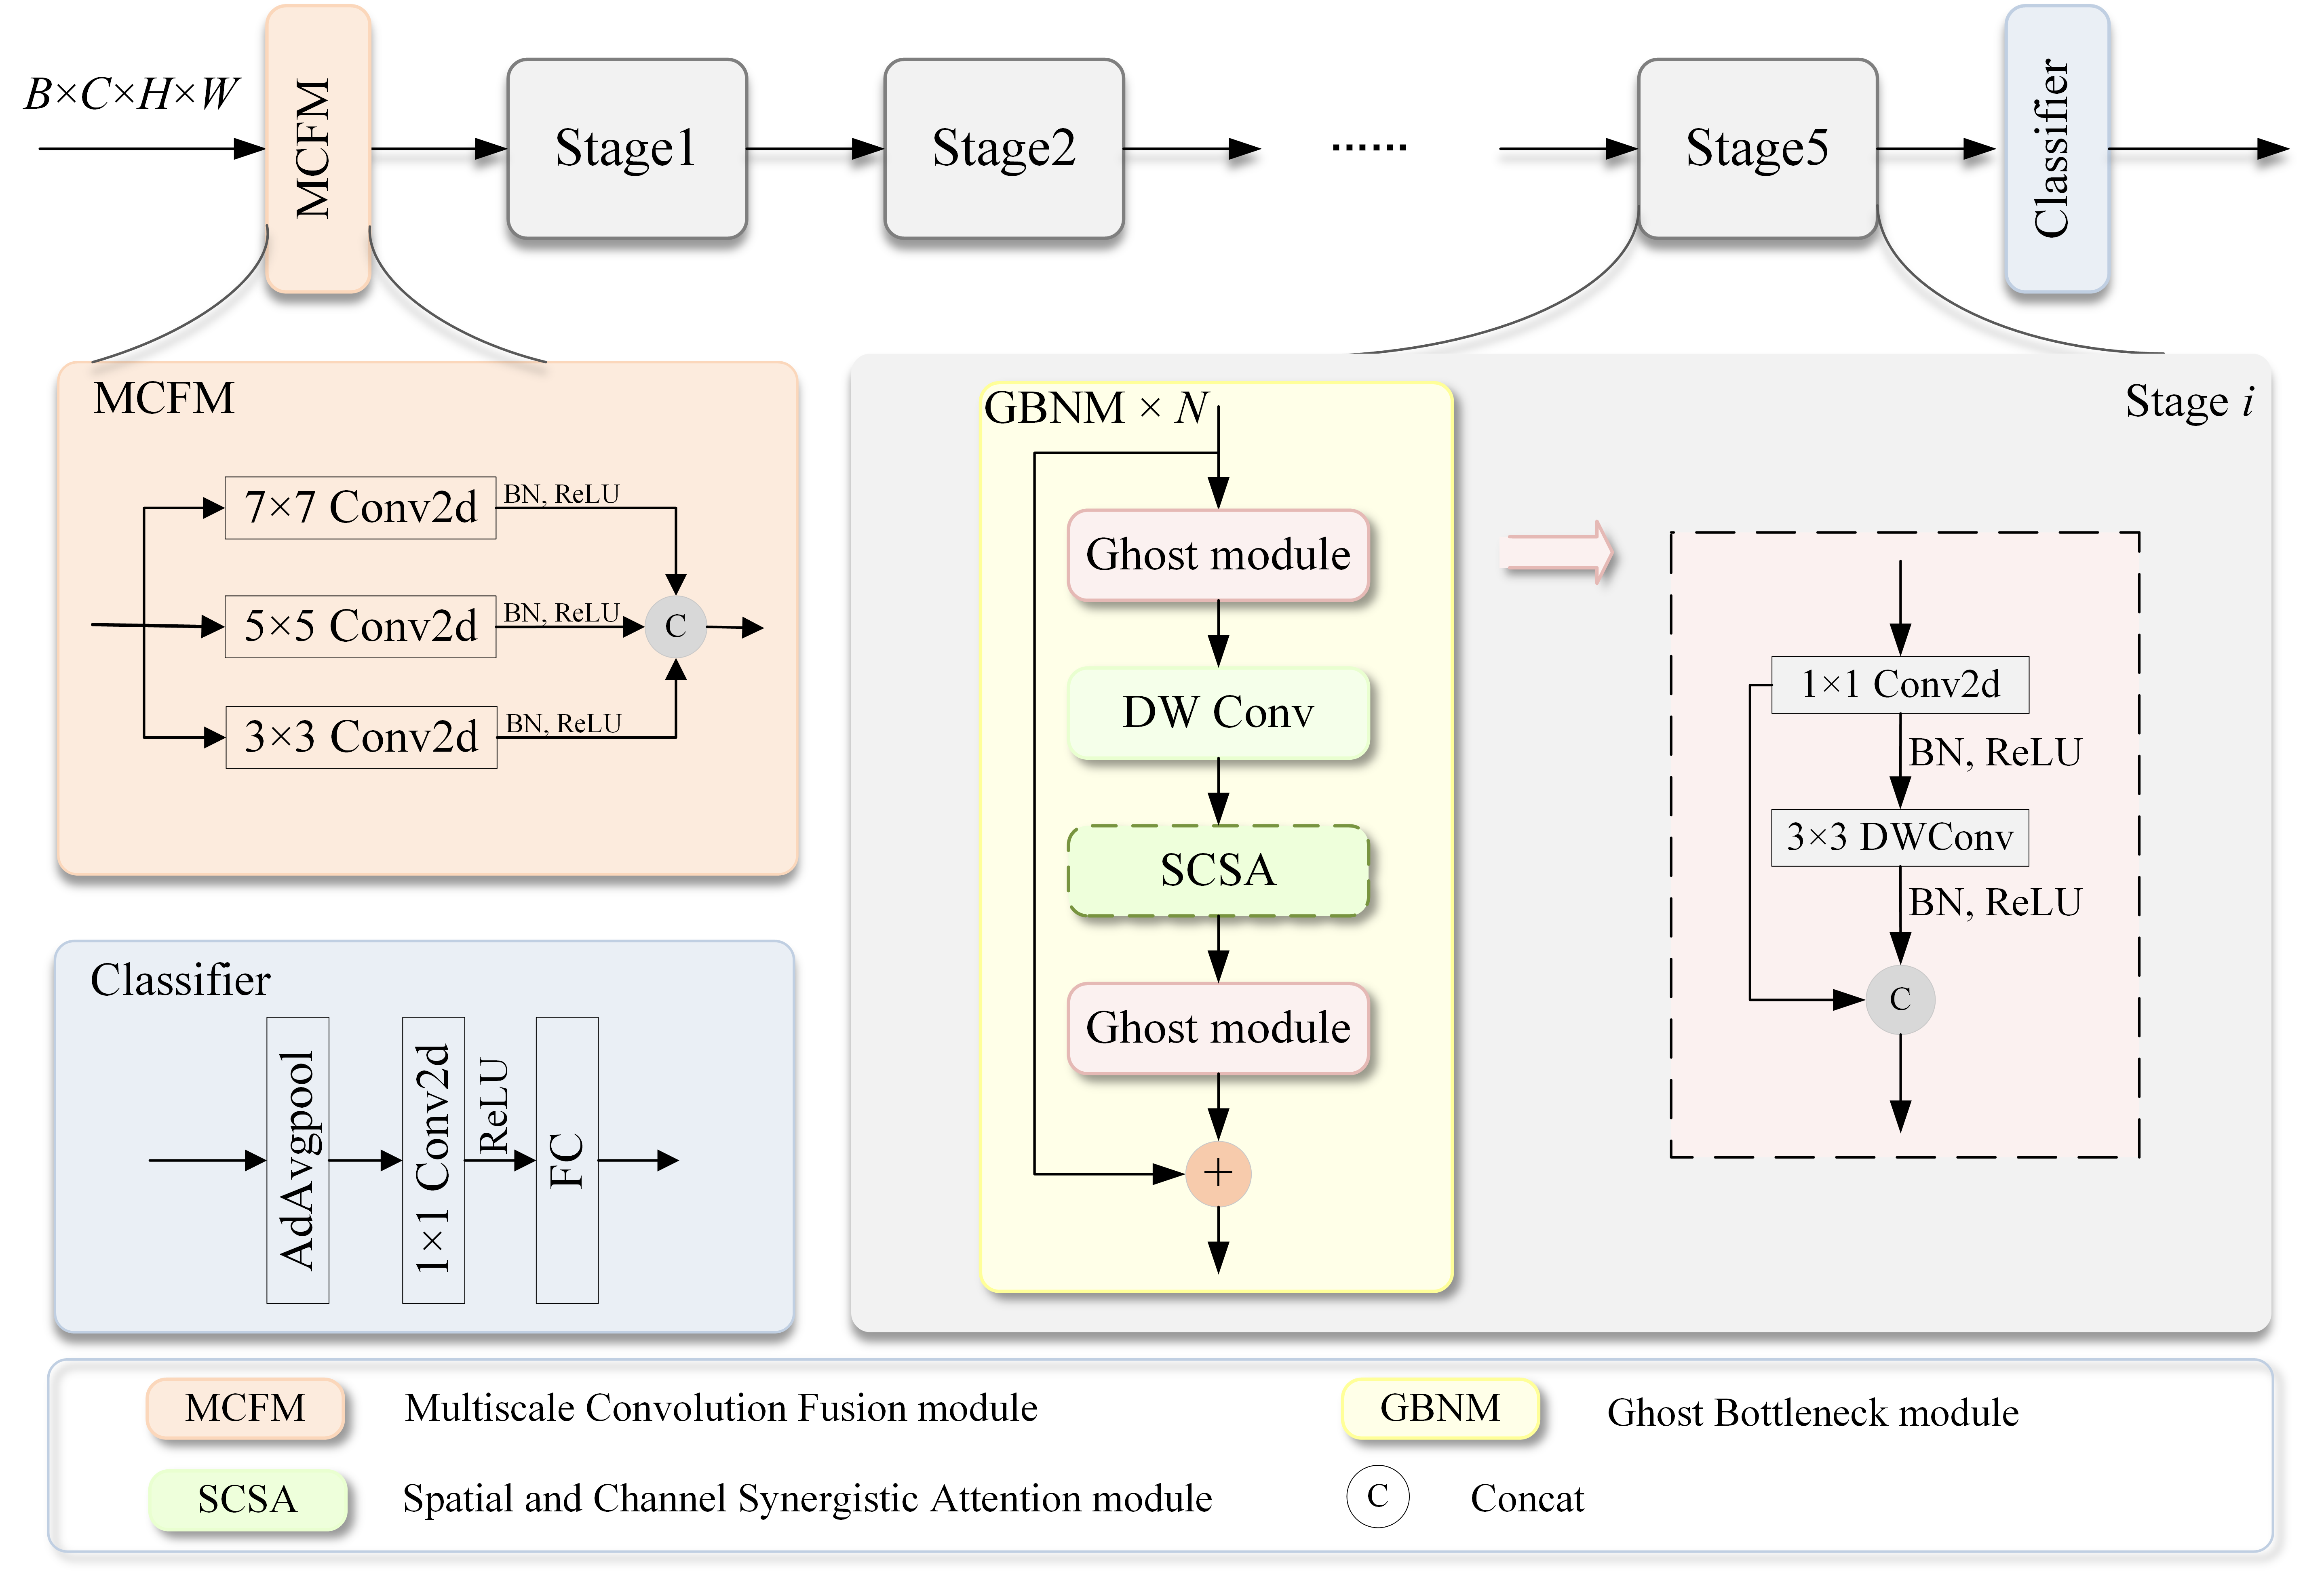 B×C×H×W
MCFM
Stage1
Stage2
······
Stage5
Classifier
MCFM
7×7 Conv2d
BN, ReLU
5×5 Conv2d
BN, ReLU
C
3×3 Conv2d
BN, ReLU
Classifier
AdAvgpool
1×1 Conv2d
ReLU
FC
Stage i
GBNM × N
Ghost module
DW Conv
SCSA
Ghost module
+
1×1 Conv2d
BN, ReLU
3×3 DWConv
BN, ReLU
C
MCFM
Multiscale Convolution Fusion module
GBNM
Ghost Bottleneck module
SCSA
Spatial and Channel Synergistic Attention module
C
Concat